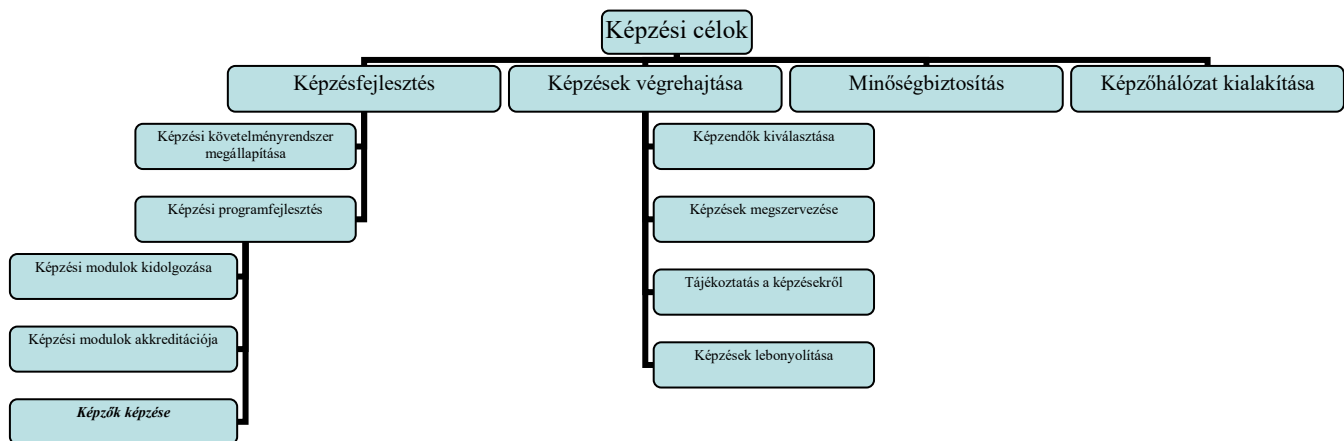 Képzési célok
Képzésfejlesztés
Képzések végrehajtása
Minőségbiztosítás
Képzőhálózat kialakítása
Képzési követelményrendszer
megállapítása
Képzési programfejlesztés
Képzési modulok kidolgozása
Képzési modulok akkreditációja
Képzők képzése
Képzendők kiválasztása
Képzések megszervezése
Tájékoztatás a képzésekről
Képzések lebonyolítása